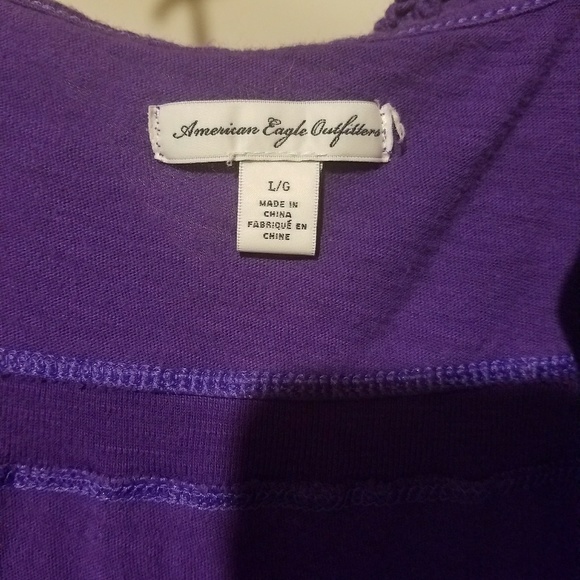 American Eagle Outfitters
L/G
MADE IN
CHINA
FABRIQUÉ EN
CHINE